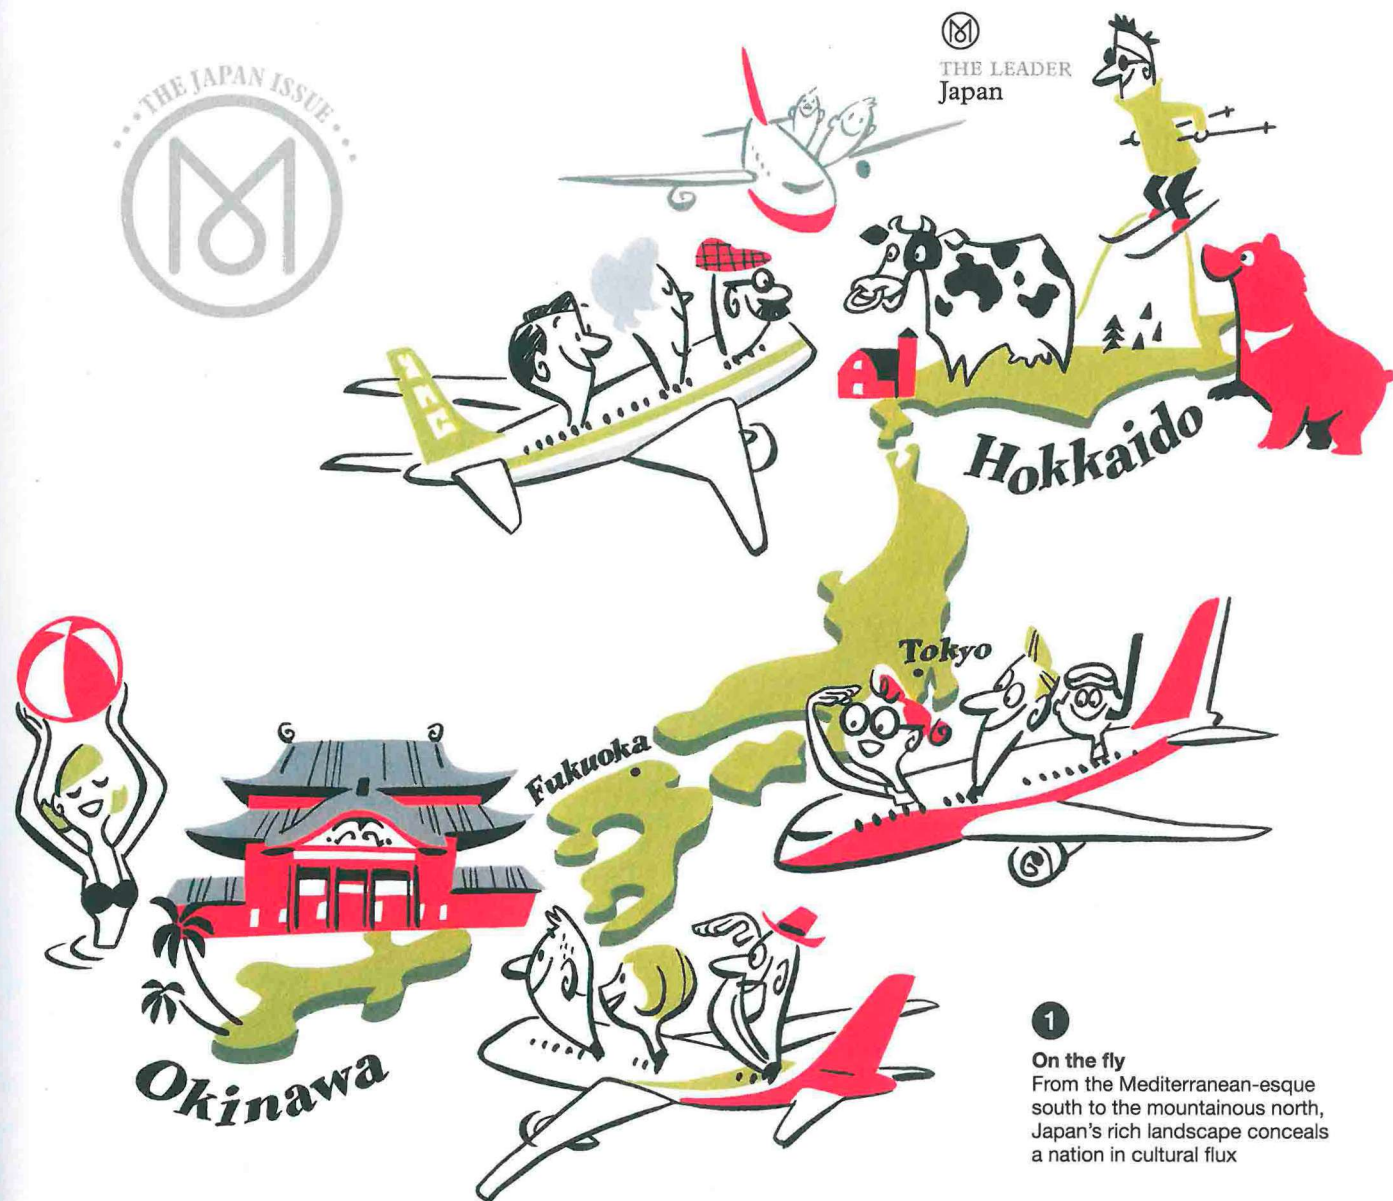 THE JAPAN ISSUE
M
THE LEADER
Japan
Hokkaido
Tokyo
Fukuoka
Okinawa
1
On the fly
From the Mediterranean-esque
south to the mountainous north,
Japan's rich landscape conceals
a nation in cultural flux